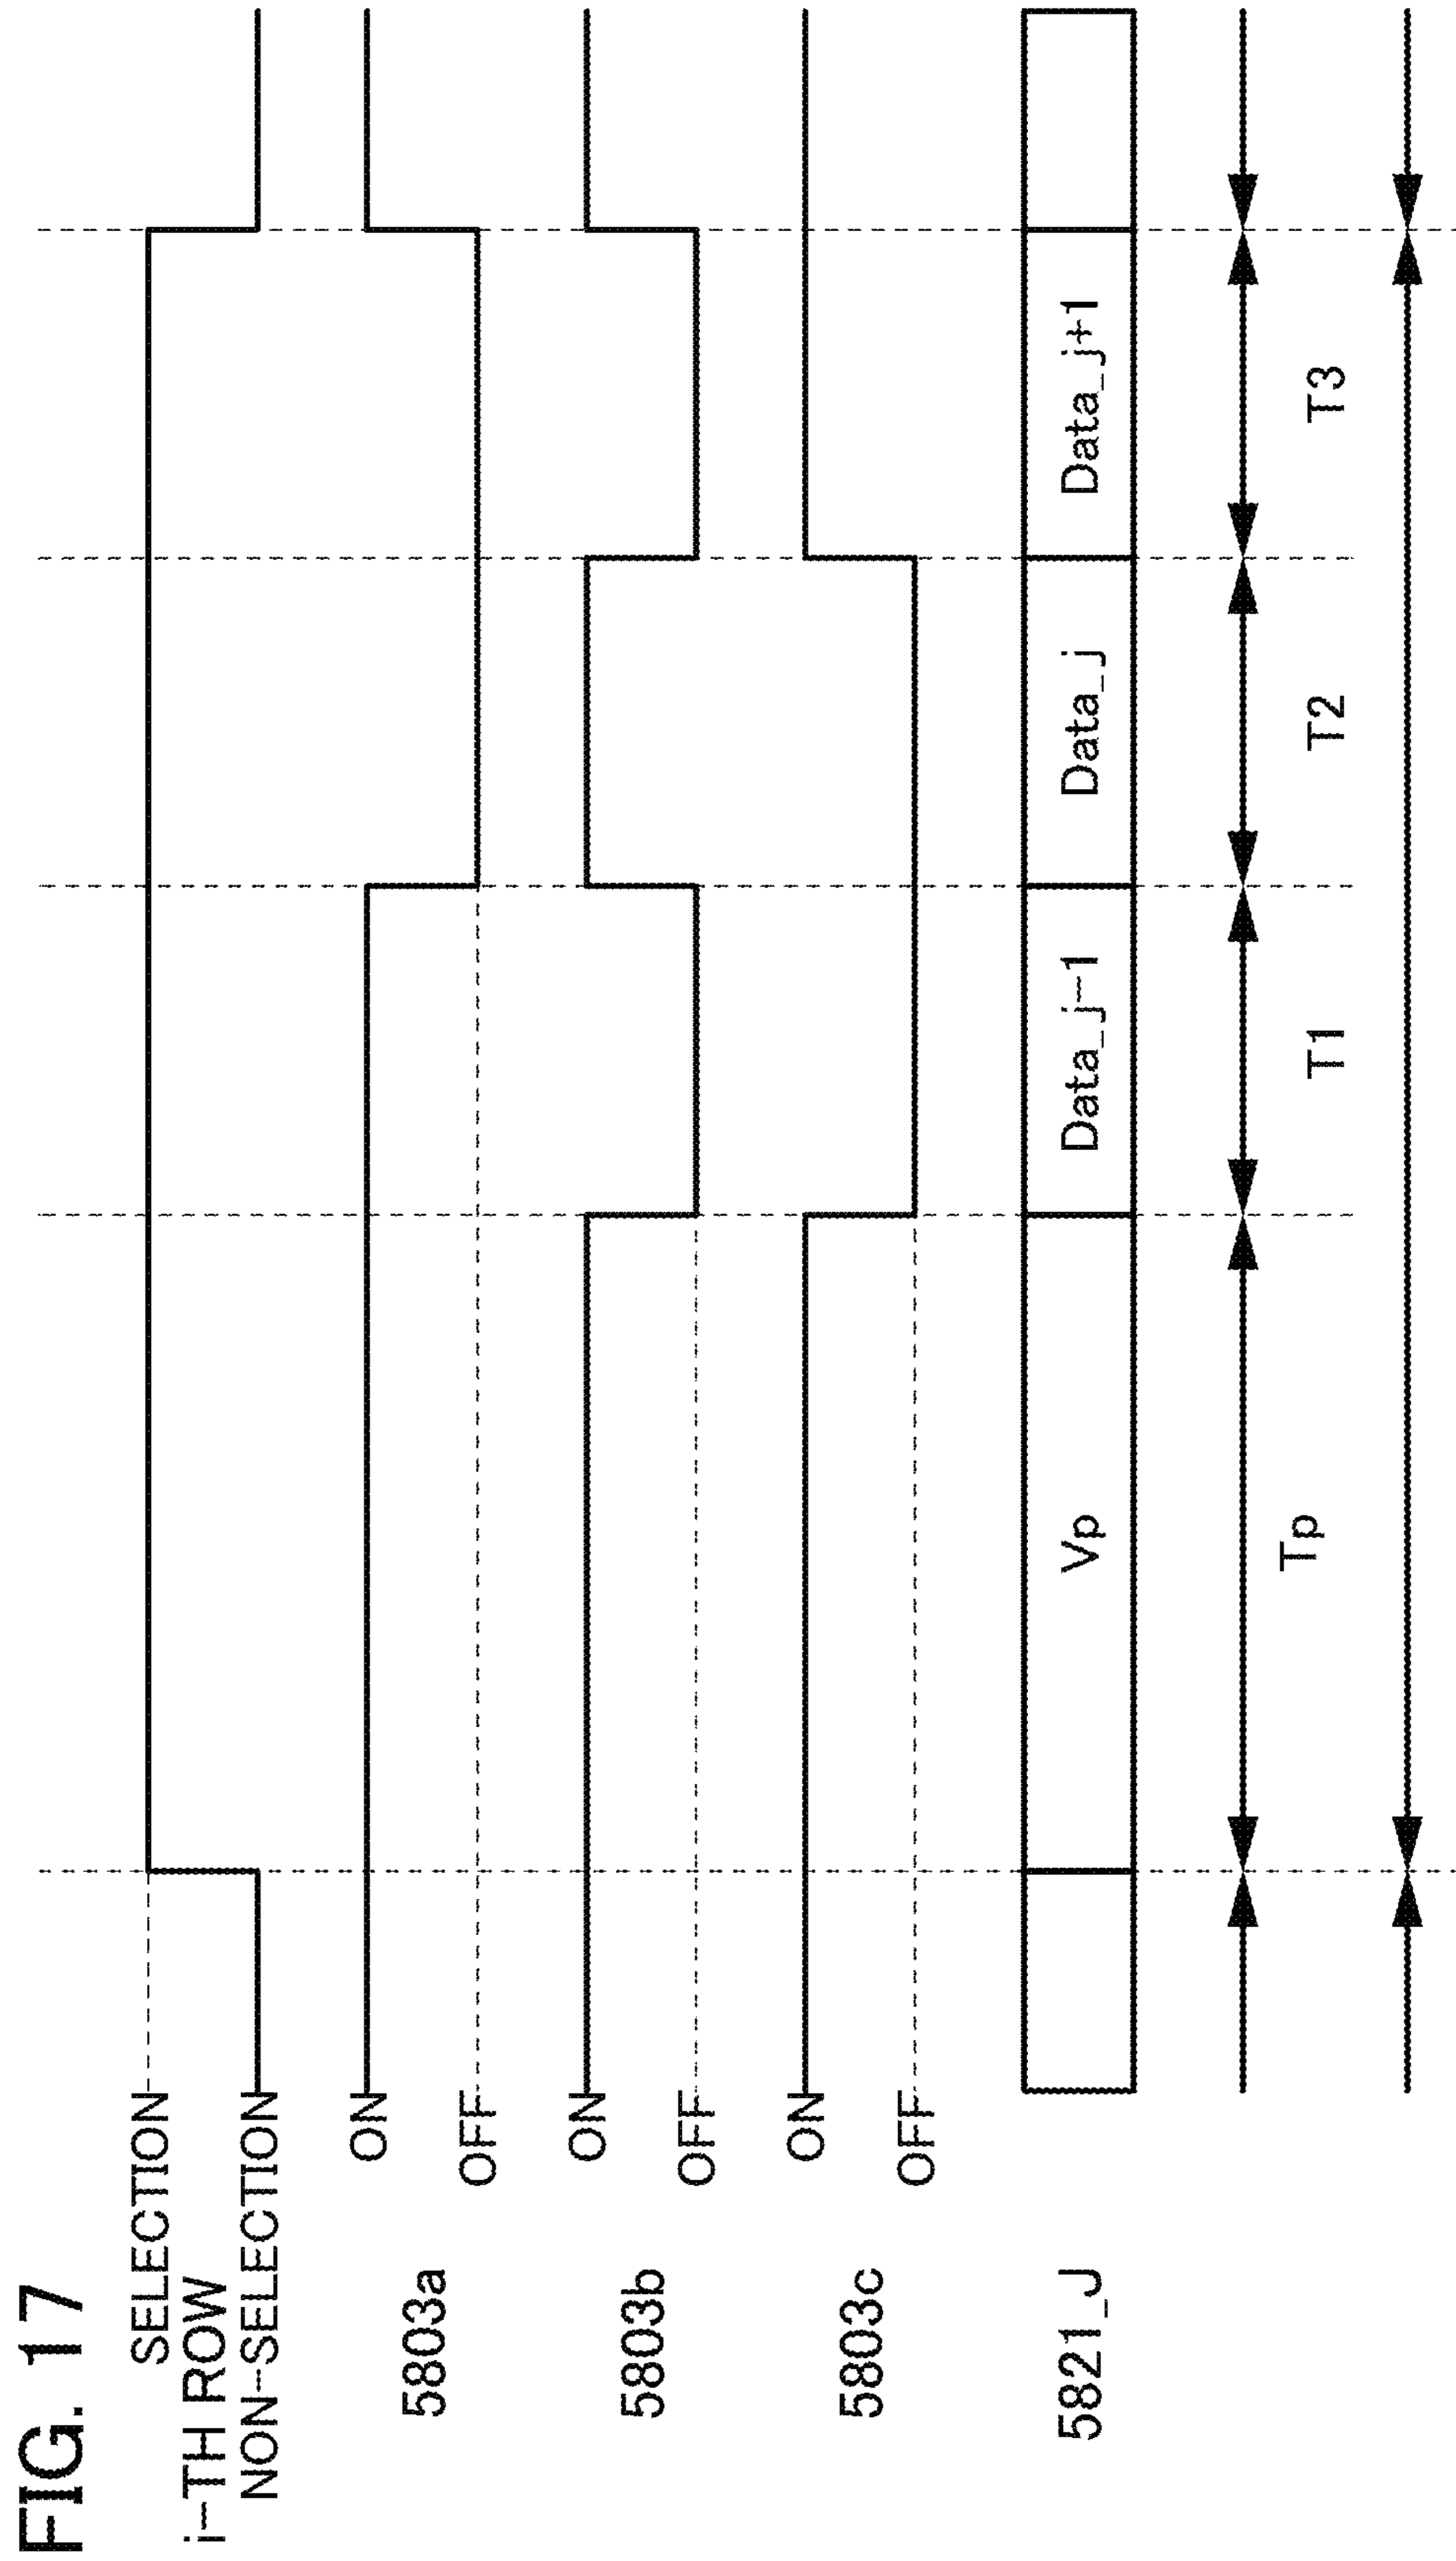 FIG. 17
SELECTION
i-TH ROW
NON-SELECTION
5803a
ON
OFF
5803b
ON
OFF
5803c
ON
OFF
5821_J
Vp
Data_j-1
Data_j
Data_j+1
Tp
T1
T2
T3